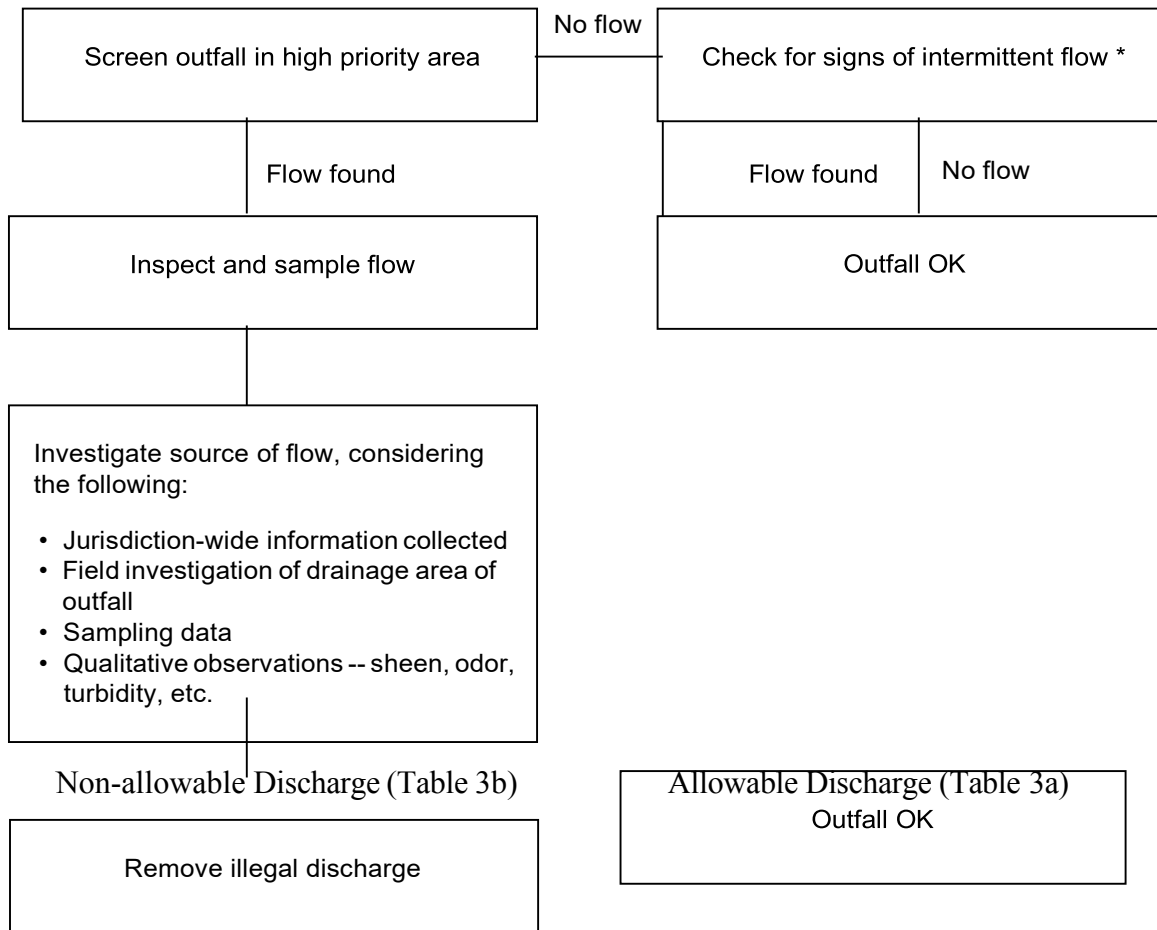 No flow
Screen outfall in high priority area
Check for signs of intermittent flow *
Flow found
Flow found
No flow
Inspect and sample flow
Outfall OK
Investigate source of flow, considering
the following:
• Jurisdiction-wide information collected
• Field investigation of drainage area of
outfall
• Sampling data
• Qualitative observations -- sheen, odor,
turbidity, etc.
Non-allowable Discharge (Table 3b)
Allowable Discharge (Table 3a)
Outfall OK
Remove illegal discharge